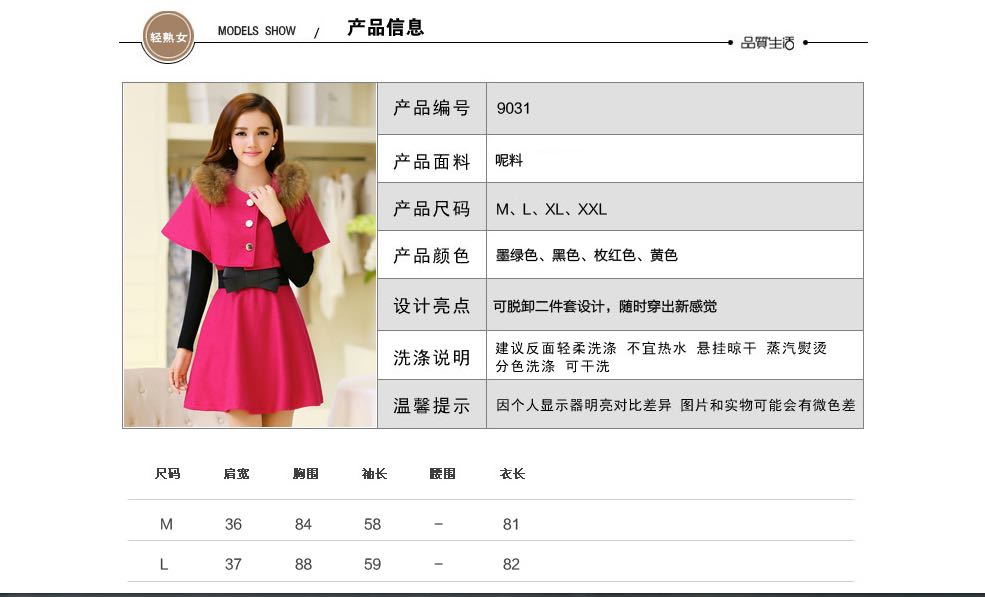 轻熟女
MODELS SHOW / 产品信息
品質生活
产品编号 9031
产品面料 呢料
产品尺码 M、L、XL、XXL
产品颜色 墨绿色、黑色、枚红色、黄色
设计亮点 可脱卸二件套设计，随时穿出新感觉
洗涤说明 建议反面轻柔洗涤 不宜热水 悬挂晾干 蒸汽熨烫
分色洗涤 可干洗
温馨提示 因个人显示器明亮对比差异 图片和实物可能会有微色差
尺码 肩宽 胸围 袖长 腰围 衣长
M 36 84 58 – 81
L 37 88 59 – 82